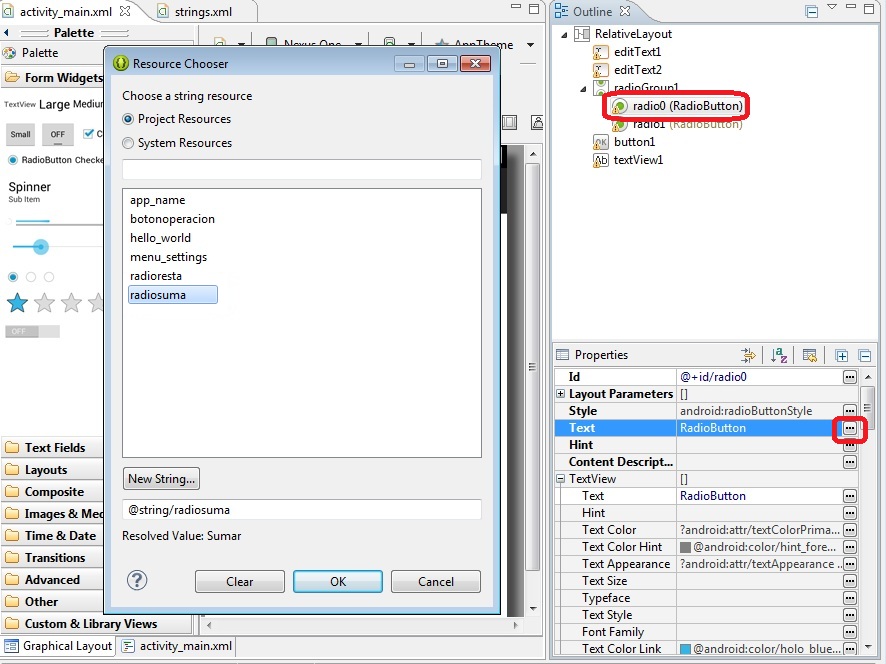 activity_main.xml
strings.xml
Palette
Palette
Form Widgets
TextView Large Medium
Small OFF
RadioButton Checke
Spinner
Sub Item
OFF
Text Fields
Layouts
Composite
Images & Med
Time & Date
Transitions
Advanced
Other
Custom & Library Views
Graphical Layout
activity_main.xml
Nexus One
AppTheme
Resource Chooser
Choose a string resource
Project Resources
System Resources
app_name
botonoperacion
hello_world
menu_settings
radioresta
radiosuma
New String...
@string/radiosuma
Resolved Value: Sumar
Clear OK Cancel
Outline
RelativeLayout
editText1
editText2
radioGroup1
radio0 (RadioButton)
radio1 (RadioButton)
OK button1
Ab textView1
Properties
Id @+id/radio0
Layout Parameters []
Style android:radioButtonStyle
Text RadioButton
Hint
Content Descript...
TextView []
Text RadioButton
Hint
Text Color ?android:attr/textColorPrima...
Text Color Hint @android:color/hint_fore...
Text Appearance ?android:attr/textAppearance ...
Text Size
Typeface
Text Style
Font Family
Text Color Link @android:color/holo_blue...